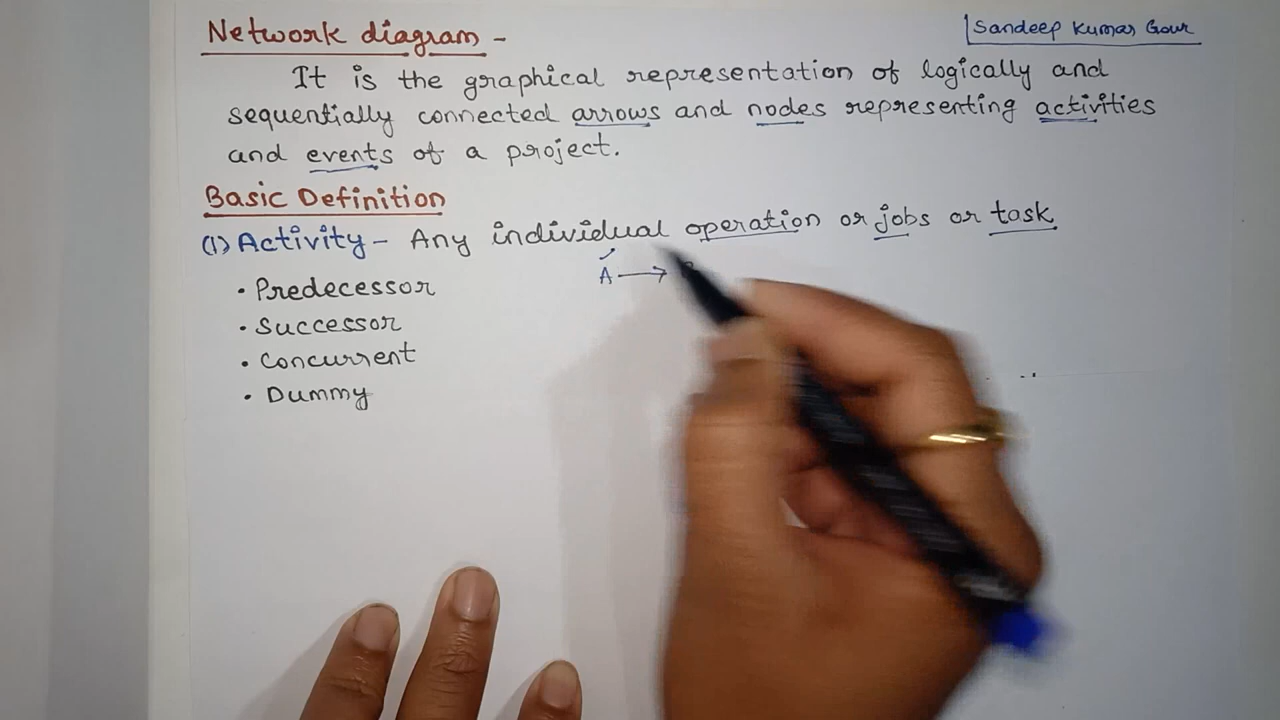 Network diagram -
Sandeep Kumar Gour
It is the graphical representation of logically and
sequentially connected arrows and nodes representing activities
and events of a project.
Basic Definition
(1) Activity - Any individual operation or jobs or task
A →
• Predecessor
• Successor
• Concurrent
• Dummy